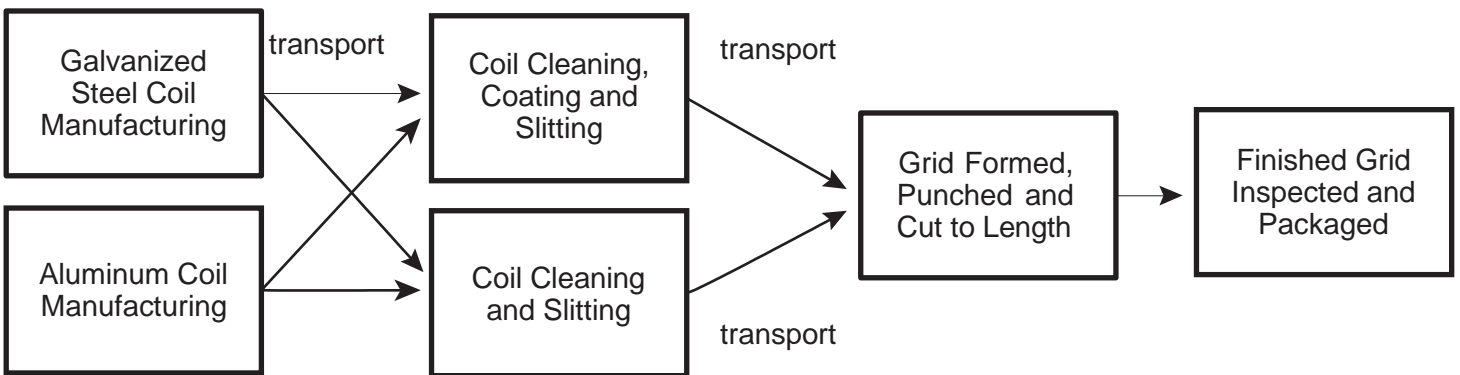 Galvanized
Steel Coil
Manufacturing
transport
Coil Cleaning,
Coating and
Slitting
transport
Aluminum Coil
Manufacturing
Coil Cleaning
and Slitting
transport
Grid Formed,
Punched and
Cut to Length
Finished Grid
Inspected and
Packaged